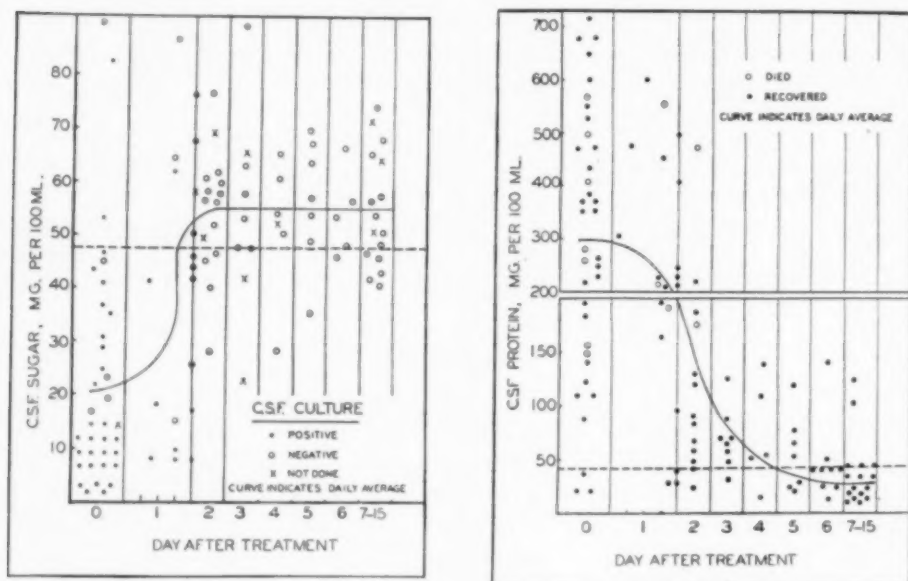 80
70
60
50
40
30
20
10
C.S.F. SUGAR, MG. PER 100 ML.
C.S.F. CULTURE
POSITIVE
NEGATIVE
NOT DONE
CURVE INDICATES DAILY AVERAGE
0 1 2 3 4 5 6 7-15
DAY AFTER TREATMENT
700
600
500
400
300
200
150
100
50
CSF PROTEIN, MG. PER 100 ML.
DIED
RECOVERED
CURVE INDICATES DAILY AVERAGE
0 1 2 3 4 5 6 7-15
DAY AFTER TREATMENT